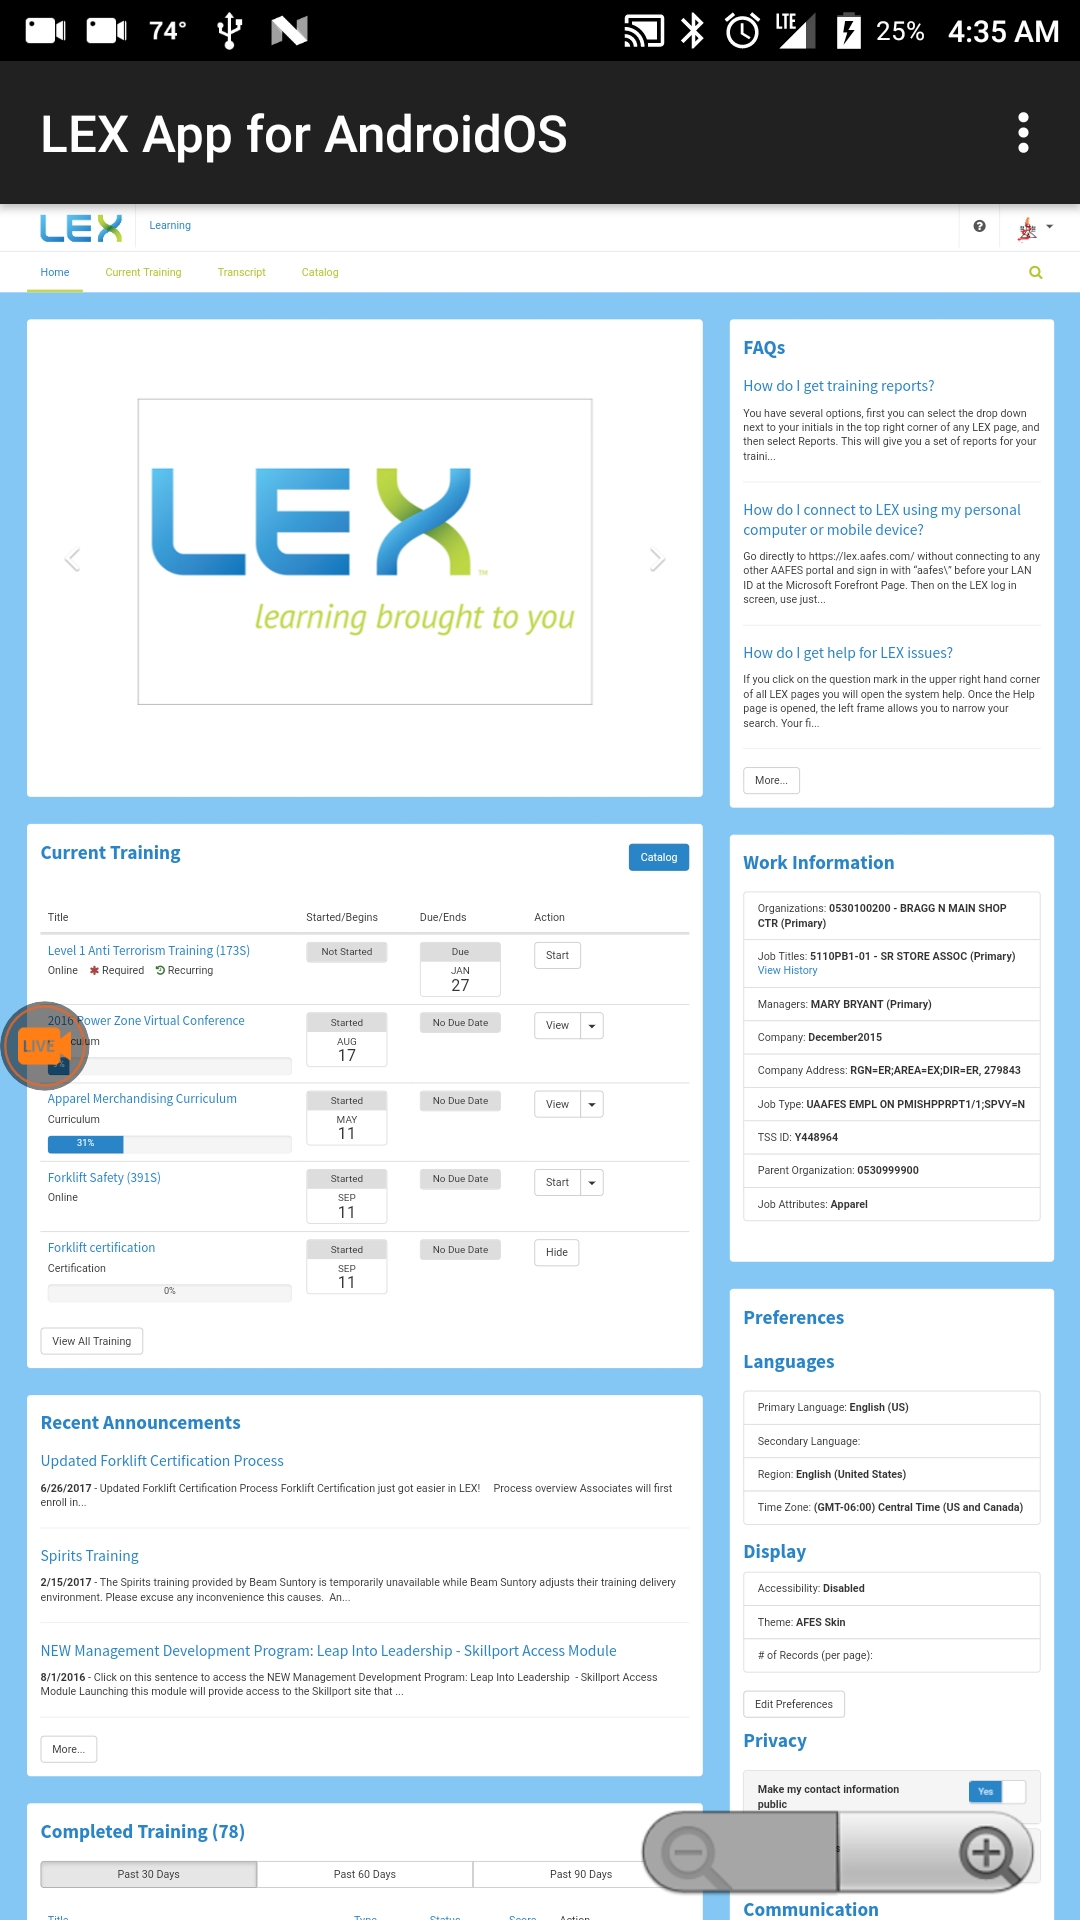 74°
LTE
25%
4:35 AM
LEX App for AndroidOS
LEX
Learning
Home
Current Training
Transcript
Catalog
LEX™
learning brought to you
FAQs
How do I get training reports?
You have several options, first you can select the drop down
next to your initials in the top right corner of any LEX page, and
then select Reports. This will give you a set of reports for your
traini...
How do I connect to LEX using my personal
computer or mobile device?
Go directly to https://lex.aafes.com/ without connecting to any
other AAFES portal and sign in with “aafes\” before your LAN
ID at the Microsoft Forefront Page. Then on the LEX log in
screen, use just...
How do I get help for LEX issues?
If you click on the question mark in the upper right hand corner
of all LEX pages you will open the system help. Once the Help
page is opened, the left frame allows you to narrow your
search. Your fi...
More...
Current Training
Catalog
Title
Started/Begins
Due/Ends
Action
Level 1 Anti Terrorism Training (173S)
Online
Required
Recurring
Not Started
Due
JAN
27
Start
2016 Power Zone Virtual Conference
Started
AUG
17
No Due Date
View
LIVE
Apparel Merchandising Curriculum
Curriculum
31%
Started
MAY
11
No Due Date
View
Forklift Safety (391S)
Online
Started
SEP
11
No Due Date
Start
Forklift certification
Certification
0%
Started
SEP
11
No Due Date
Hide
View All Training
Work Information
Organizations: 0530100200 - BRAGG N MAIN SHOP
CTR (Primary)
Job Titles: 5110PB1-01 - SR STORE ASSOC (Primary)
View History
Managers: MARY BRYANT (Primary)
Company: December2015
Company Address: RGN=ER;AREA=EX;DIR=ER, 279843
Job Type: UAAFES EMPL ON PMISHPPRPT1/1;SPVY=N
TSS ID: Y448964
Parent Organization: 0530999900
Job Attributes: Apparel
Recent Announcements
Updated Forklift Certification Process
6/26/2017 - Updated Forklift Certification Process Forklift Certification just got easier in LEX! Process overview Associates will first
enroll in...
Spirits Training
2/15/2017 - The Spirits training provided by Beam Suntory is temporarily unavailable while Beam Suntory adjusts their training delivery
environment. Please excuse any inconvenience this causes. An...
NEW Management Development Program: Leap Into Leadership - Skillport Access Module
8/1/2016 - Click on this sentence to access the NEW Management Development Program: Leap Into Leadership - Skillport Access
Module Launching this module will provide access to the Skillport site that ...
More...
Preferences
Languages
Primary Language: English (US)
Secondary Language:
Region: English (United States)
Time Zone: (GMT-06:00) Central Time (US and Canada)
Display
Accessibility: Disabled
Theme: AFES Skin
# of Records (per page):
Edit Preferences
Privacy
Make my contact information
public
Yes
Communication
Completed Training (78)
Past 30 Days
Past 60 Days
Past 90 Days
Title
Type
Status
Score
Action